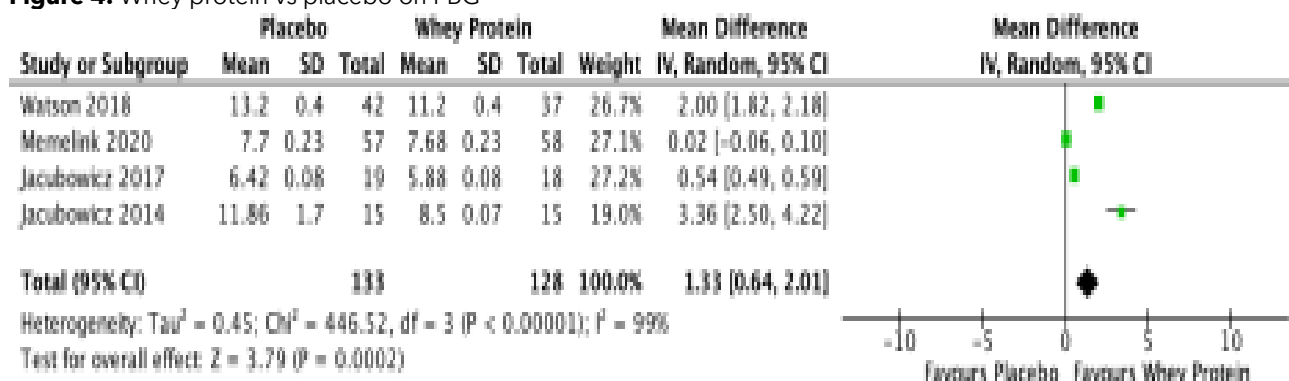 Figure 4. Whey protein vs placebo on FBG
Placebo Whey Protein Mean Difference Mean Difference
Study or Subgroup Mean SD Total Mean SD Total Weight IV, Random, 95% CI IV, Random, 95% CI
Watson 2018 13.2 0.4 42 11.2 0.4 37 26.7% 2.00 [1.82, 2.18]
Memelink 2020 7.7 0.23 57 7.68 0.23 58 27.1% 0.02 [-0.06, 0.10]
Jacubowicz 2017 6.42 0.08 19 5.88 0.08 18 27.2% 0.54 [0.49, 0.59]
Jacubowicz 2014 11.86 1.7 15 8.5 0.07 15 19.0% 3.36 [2.50, 4.22]
Total (95% CI) 133 128 100.0% 1.33 [0.64, 2.01]
Heterogeneity: Tau² = 0.45; Chi² = 446.52, df = 3 (P < 0.00001); I² = 99%
Test for overall effect: Z = 3.79 (P = 0.0002)
-10 -5 0 5 10
Favours Placebo Favours Whey Protein